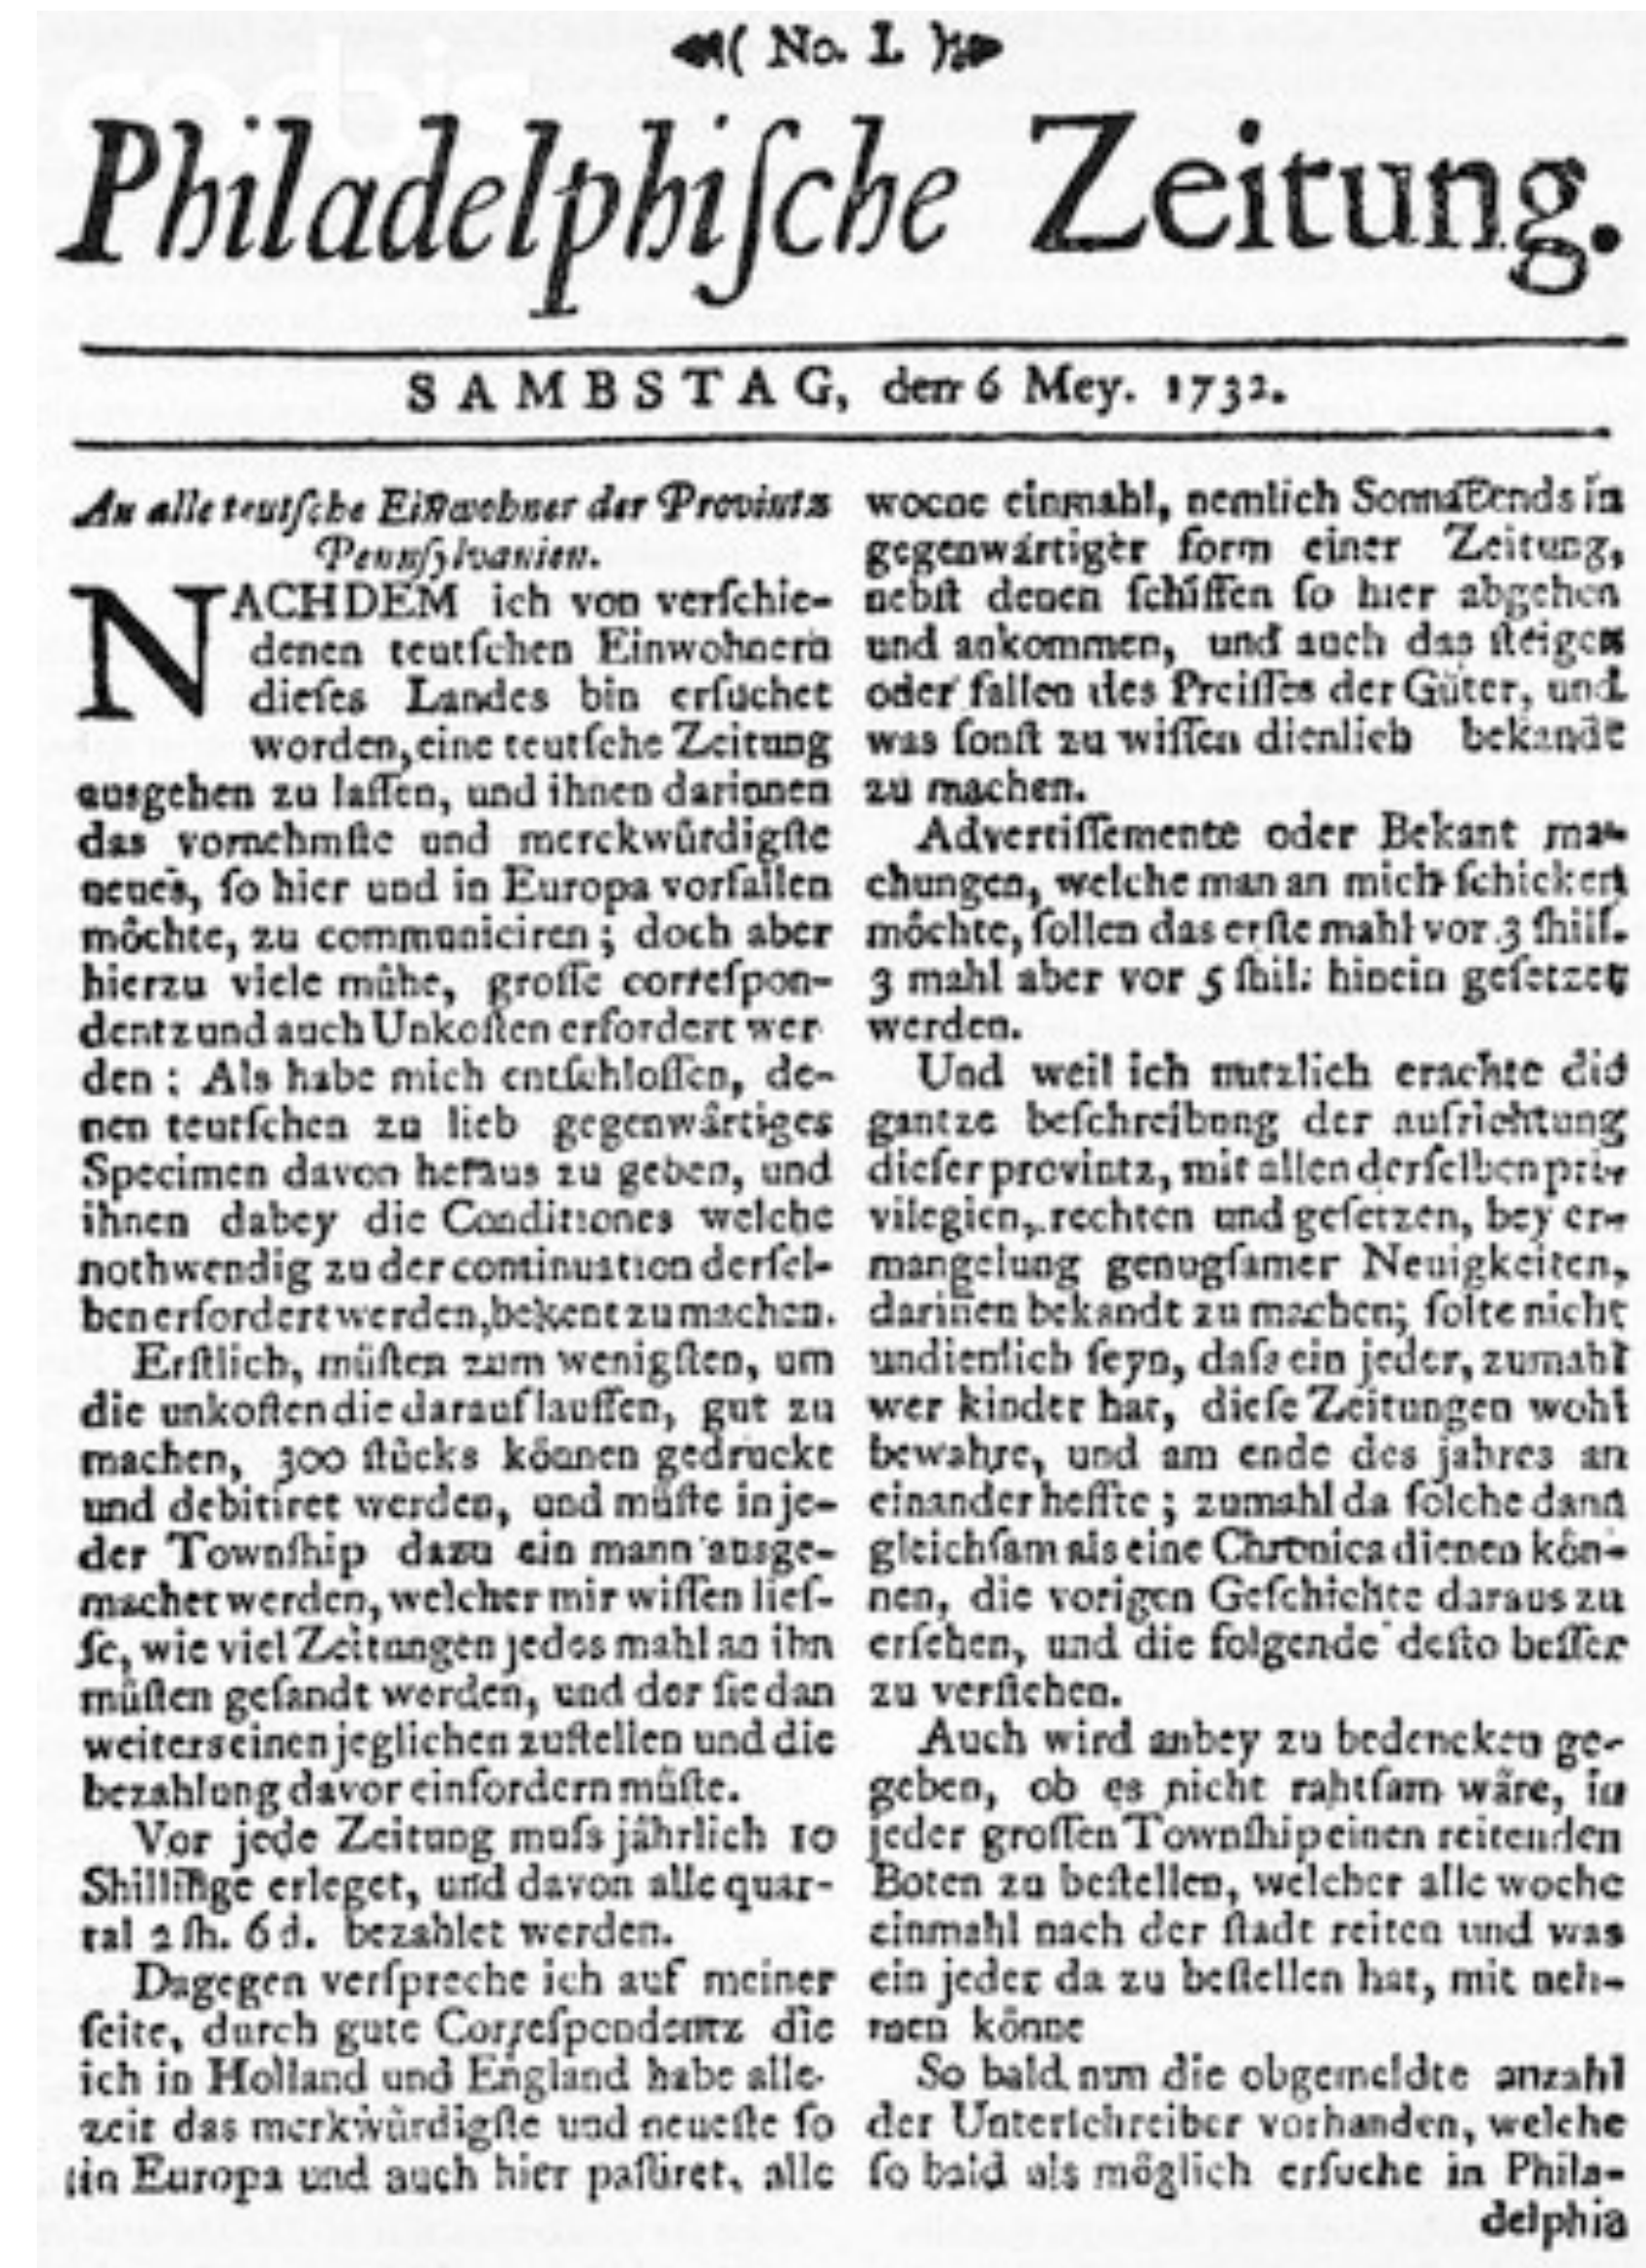 ( No. I. )
Philadelphiſche Zeitung.
SAMBSTAG, den 6 Mey. 1732.
An alle teutſche Einwohner der Provintz
Pennſylvanien.
NACHDEM ich von verſchie-
denen teutſchen Einwohnern
dieſes Landes bin erſuchet
worden, eine teutſche Zeitung
ausgehen zu laſſen, und ihnen darinnen
das vornehmſte und merckwürdigſte
neues, ſo hier und in Europa vorfallen
möchte, zu communiciren; doch aber
hierzu viele mühe, groſſe correſpon-
dentz und auch Unkoſten erfordert wer
den: Als habe mich entſchloſſen, de-
nen teutſchen zu lieb gegenwärtiges
Specimen davon heraus zu geben, und
ihnen dabey die Conditiones welche
nothwendig zu der continuation derſel-
ben erfordert werden, bekent zu machen.
Erſtlich, müſten zum wenigſten, um
die unkoſten die darauf lauffen, gut zu
machen, 300 ſtücks können gedruckt
und debitiret werden, und müſte in je-
der Townſhip dazu ein mann ausge-
machet werden, welcher mir wiſſen lieſ-
ſe, wie viel Zeitungen jedes mahl an ihn
müſten geſandt werden, und der ſie dan
weiters einen jeglichen zuſtellen und die
bezahlung davor einfordern müſte.
Vor jede Zeitung muſs jährlich 10
Shillinge erleget, und davon alle quar-
tal 2 ſh. 6 d. bezahlet werden.
Dagegen verſpreche ich auf meiner
ſeite, durch gute Correſpondentz die
ich in Holland und England habe alle-
zeit das merkwürdigſte und neueſte ſo
in Europa und auch hier paſſiret, alle
woche einmahl, nemlich Sonnabends in
gegenwärtiger form einer Zeitung,
nebſt denen ſchiffen ſo hier abgehen
und ankommen, und auch das ſteigen
oder fallen des Preiſſes der Güter, und
was ſonſt zu wiſſen dienlich bekandt
zu machen.
Advertiſſemente oder Bekant ma-
chungen, welche man an mich ſchicken
möchte, ſollen das erſte mahl vor 3 ſhill.
3 mahl aber vor 5 ſhil: hinein geſetzet
werden.
Und weil ich nutzlich erachte die
gantze beſchreibung der aufrichtung
dieſer provintz, mit allen derſelben pri-
vilegien, rechten und geſetzen, bey er-
mangelung genugſamer Neuigkeiten,
dariñen bekandt zu machen; ſolte nicht
undienlich ſeyn, daſs ein jeder, zumahl
wer kinder hat, dieſe Zeitungen wohl
bewahre, und am ende des jahres an
einander heffte; zumahl da ſolche dann
gleichſam als eine Chronica dienen kön-
nen, die vorigen Geſchichte daraus zu
erſehen, und die folgende deſto beſſer
zu verſtehen.
Auch wird anbey zu bedencken ge-
geben, ob es nicht rahtſam wäre, in
jeder groſſen Townſhip einen reitenden
Boten zu beſtellen, welcher alle woche
einmahl nach der ſtadt reiten und was
ein jeder da zu beſtellen hat, mit neh-
men könne
So bald nun die obgemeldte anzahl
der Unterſchreiber vorhanden, welche
ſo bald als möglich erſuche in Phila-
delphia